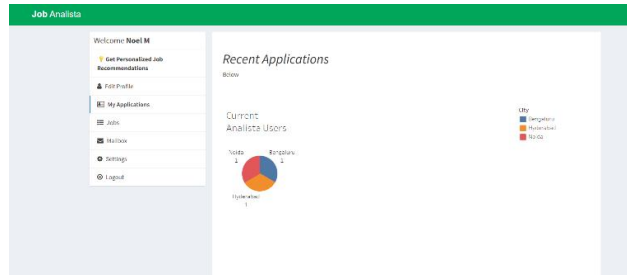 Job Analista
Welcome Noel M
Get Personalized Job
Recommendations
Edit Profile
My Applications
Jobs
Mailbox
Settings
Logout
Recent Applications
Below
Current
Analista Users
City
Bengaluru
Hyderabad
Noida
Noida
1
Bengaluru
1
Hyderabad
1